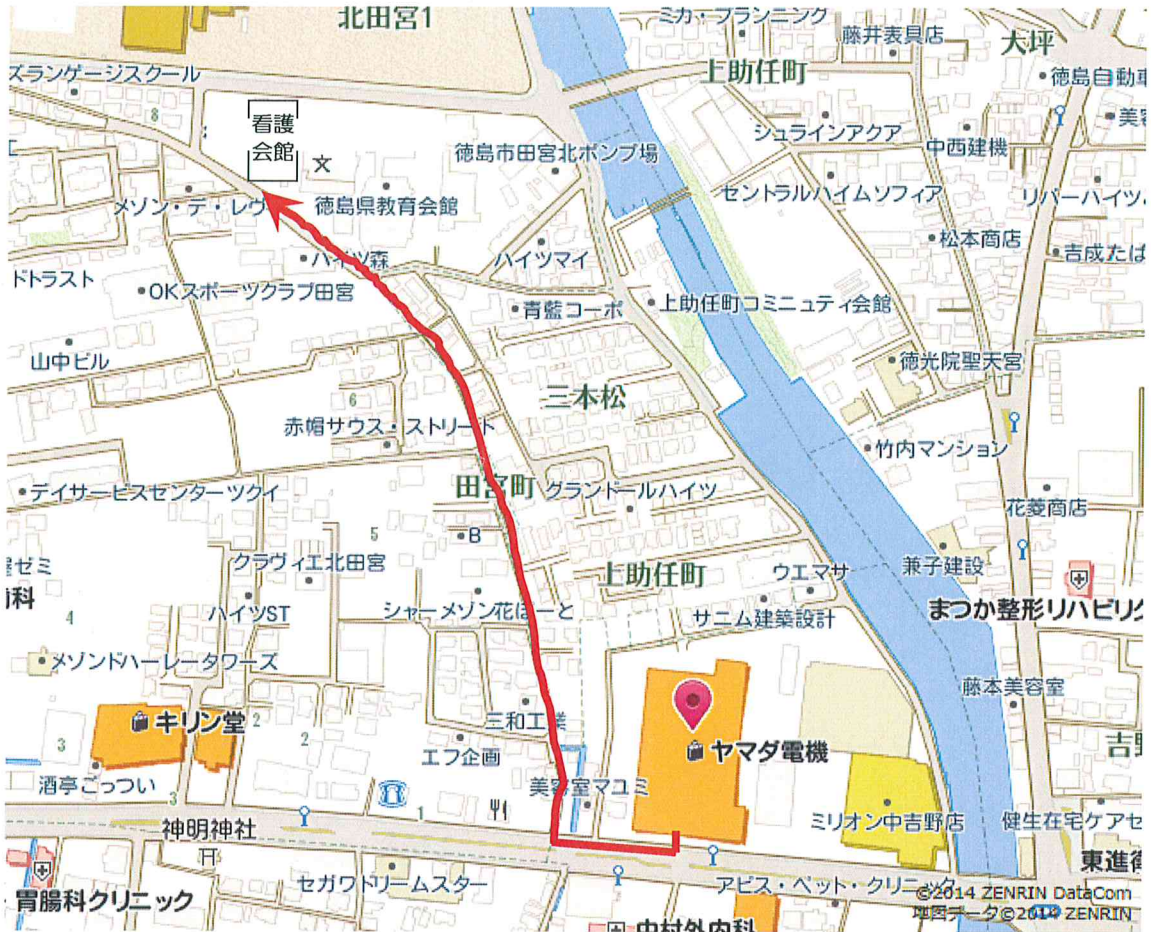 北田宮1
ミカ・プランニング
藤井表具店
大坪
ズランゲージスクール
上助任町
徳島自動車
8
看護
会館
美容
シュラインアクア
中西建機
徳島市田宮北ポンプ場
文
セントラルハイムソフィア
リバーハイツ
メゾン・デ・レヴ
徳島県教育会館
松本商店
ハイツ森
ハイツマイ
吉成たば
ドトラスト
OKスポーツクラブ田宮
青藍コーポ
上助任町コミュニティ会館
山中ビル
徳光院聖天宮
三本松
6
赤帽サウス・ストリート
竹内マンション
田宮町
グランドールハイツ
デイサービスセンターツクイ
花菱商店
5
B
クラヴィエ北田宮
上助任町
ウエマサ
兼子建設
ゼミ
科
4
ハイツST
シャーメゾン花ぽーと
サニム建築設計
まつか整形リハビリ
メゾンドハーレータワーズ
藤本美容室
三和工業
2
キリン堂
3
2
エフ企画
ヤマダ電機
吉野
酒亭ごっつい
美容室マユミ
3
1
ミリオン中吉野店
健生在宅ケアセ
神明神社
東進衛
セガワドリームスター
アビス・ペット・クリニック
胃腸科クリニック
©2014 ZENRIN DataCom
地図データ©2014 ZENRIN
中村外内科